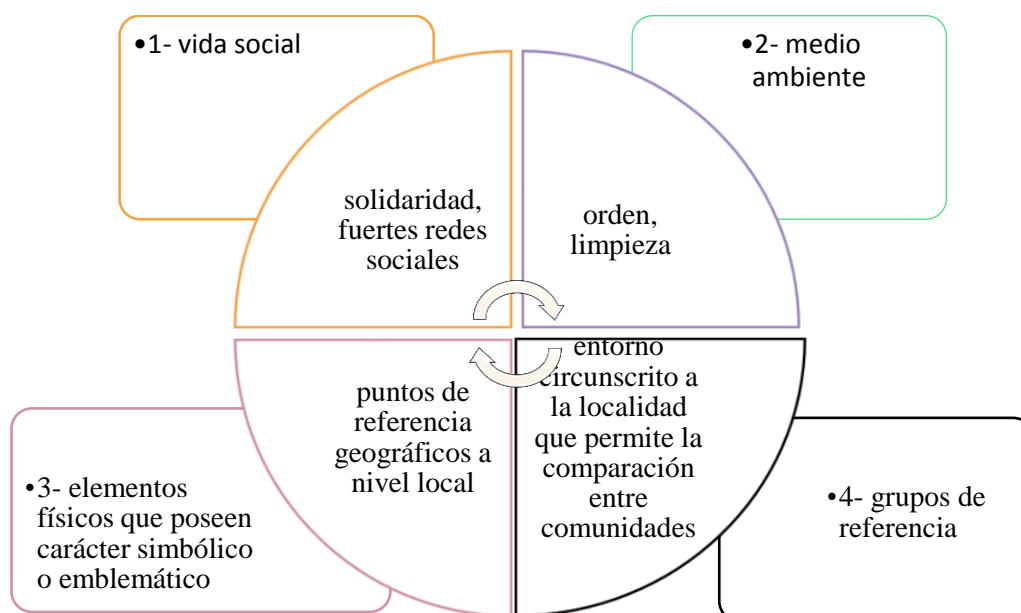 •1- vida social
solidaridad,
fuertes redes
sociales
•2- medio
ambiente
orden,
limpieza
•3- elementos
físicos que poseen
carácter simbólico
o emblemático
puntos de
referencia
geográficos a
nivel local
entorno
circunscrito a
la localidad
que permite la
comparación
entre
comunidades
•4- grupos de
referencia